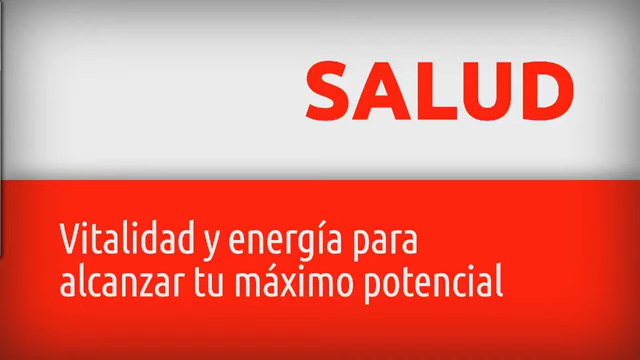 SALUD
Vitalidad y energía para
alcanzar tu máximo potencial